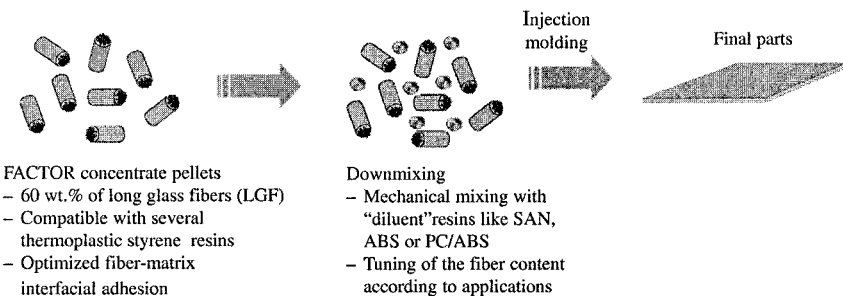 Injection
molding
Final parts
FACTOR concentrate pellets
– 60 wt.% of long glass fibers (LGF)
– Compatible with several
thermoplastic styrene resins
– Optimized fiber-matrix
interfacial adhesion
Downmixing
– Mechanical mixing with
“diluent”resins like SAN,
ABS or PC/ABS
– Tuning of the fiber content
according to applications